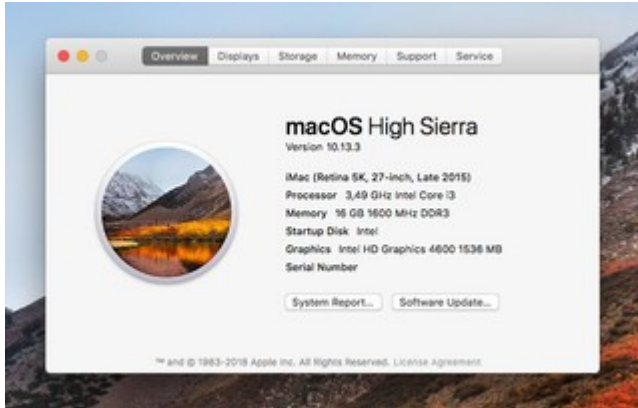 Overview Displays Storage Memory Support Service
macOS High Sierra
Version 10.13.3
iMac (Retina 5K, 27-inch, Late 2015)
Processor 3,49 GHz Intel Core i3
Memory 16 GB 1600 MHz DDR3
Startup Disk Intel
Graphics Intel HD Graphics 4600 1536 MB
Serial Number
System Report... Software Update...
™ and © 1983-2018 Apple Inc. All Rights Reserved. License Agreement